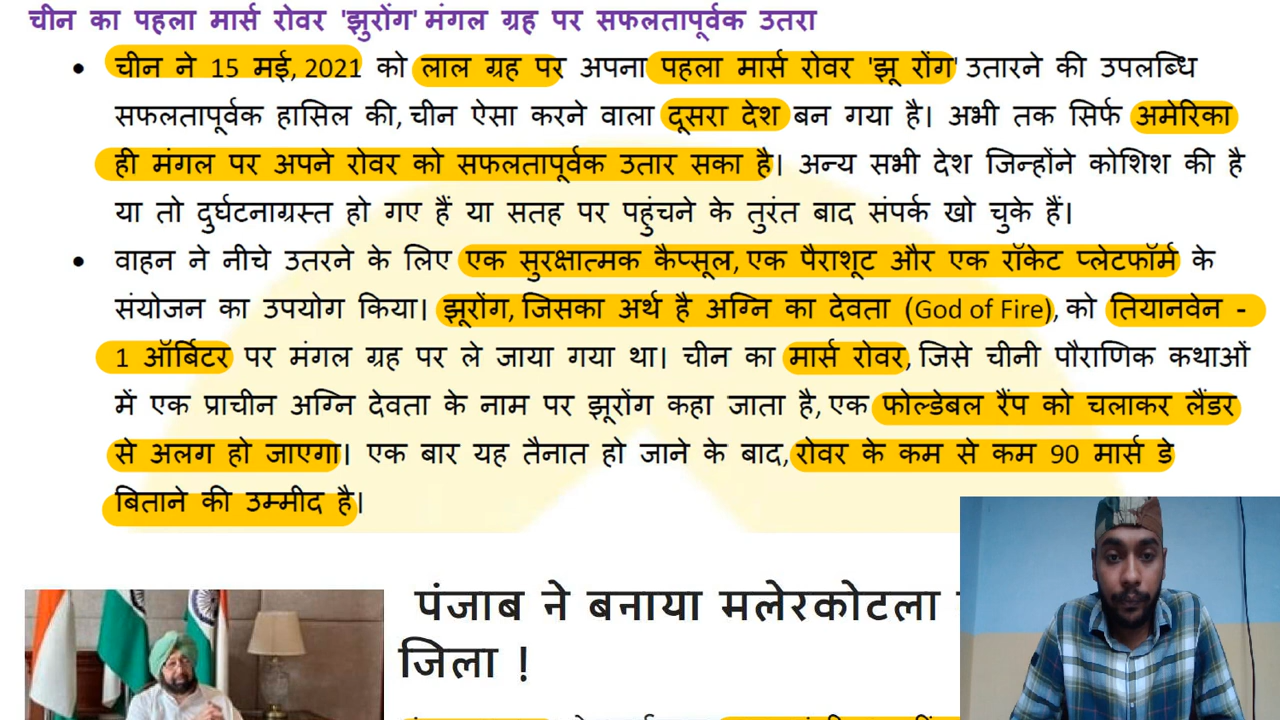 चीन का पहला मार्स रोवर 'झुरोंग' मंगल ग्रह पर सफलतापूर्वक उतरा
• चीन ने 15 मई, 2021 को लाल ग्रह पर अपना पहला मार्स रोवर 'झू रोंग' उतारने की उपलब्धि
सफलतापूर्वक हासिल की, चीन ऐसा करने वाला दूसरा देश बन गया है। अभी तक सिर्फ अमेरिका
ही मंगल पर अपने रोवर को सफलतापूर्वक उतार सका है। अन्य सभी देश जिन्होंने कोशिश की है
या तो दुर्घटनाग्रस्त हो गए हैं या सतह पर पहुंचने के तुरंत बाद संपर्क खो चुके हैं।
• वाहन ने नीचे उतरने के लिए एक सुरक्षात्मक कैप्सूल, एक पैराशूट और एक रॉकेट प्लेटफॉर्म के
संयोजन का उपयोग किया। झूरोंग, जिसका अर्थ है अग्नि का देवता (God of Fire), को तियानवेन -
1 ऑर्बिटर पर मंगल ग्रह पर ले जाया गया था। चीन का मार्स रोवर, जिसे चीनी पौराणिक कथाओं
में एक प्राचीन अग्नि देवता के नाम पर झूरोंग कहा जाता है, एक फोल्डेबल रैंप को चलाकर लैंडर
से अलग हो जाएगा। एक बार यह तैनात हो जाने के बाद, रोवर के कम से कम 90 मार्स डे
बिताने की उम्मीद है।
पंजाब ने बनाया मलेरकोटला
जिला !